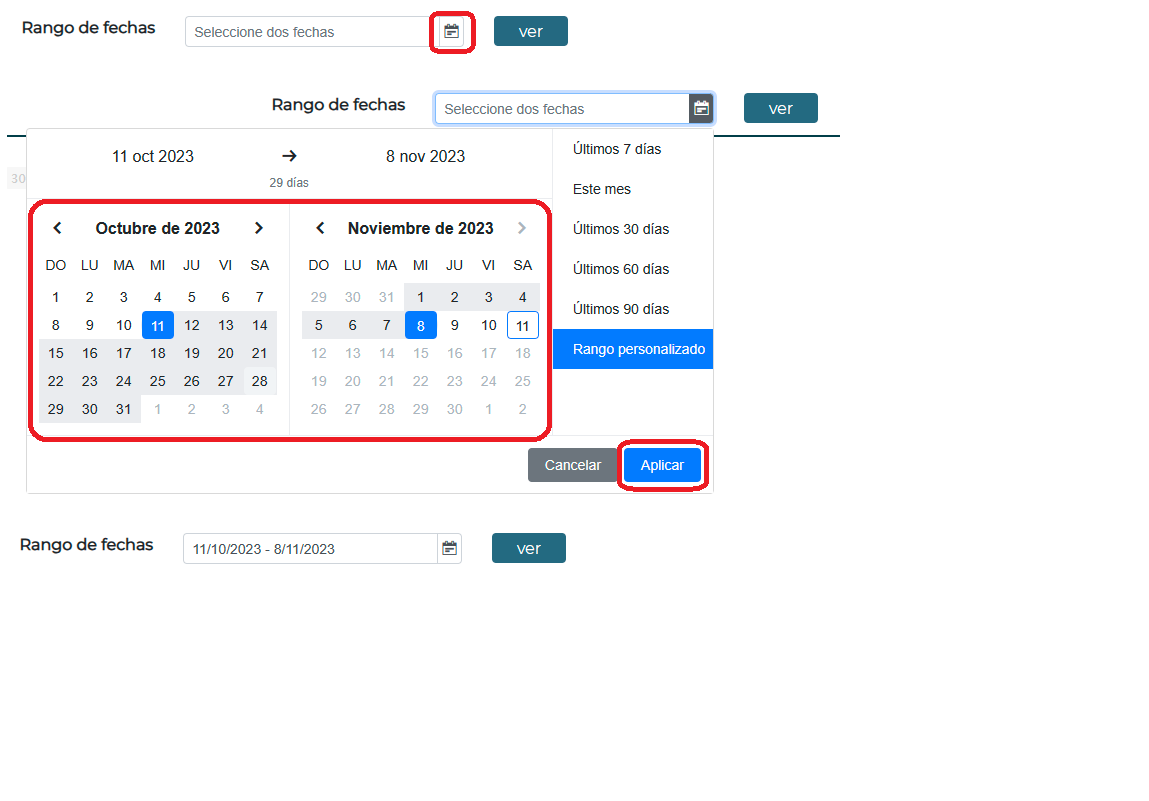 Rango de fechas Seleccione dos fechas ver
Rango de fechas Seleccione dos fechas ver
11 oct 2023 → 8 nov 2023
29 días
30
Octubre de 2023
DO LU MA MI JU VI SA
1 2 3 4 5 6 7
8 9 10 11 12 13 14
15 16 17 18 19 20 21
22 23 24 25 26 27 28
29 30 31 1 2 3 4
Noviembre de 2023
DO LU MA MI JU VI SA
29 30 31 1 2 3 4
5 6 7 8 9 10 11
12 13 14 15 16 17 18
19 20 21 22 23 24 25
26 27 28 29 30 1 2
Últimos 7 días
Este mes
Últimos 30 días
Últimos 60 días
Últimos 90 días
Rango personalizado
Cancelar Aplicar
Rango de fechas 11/10/2023 - 8/11/2023 ver